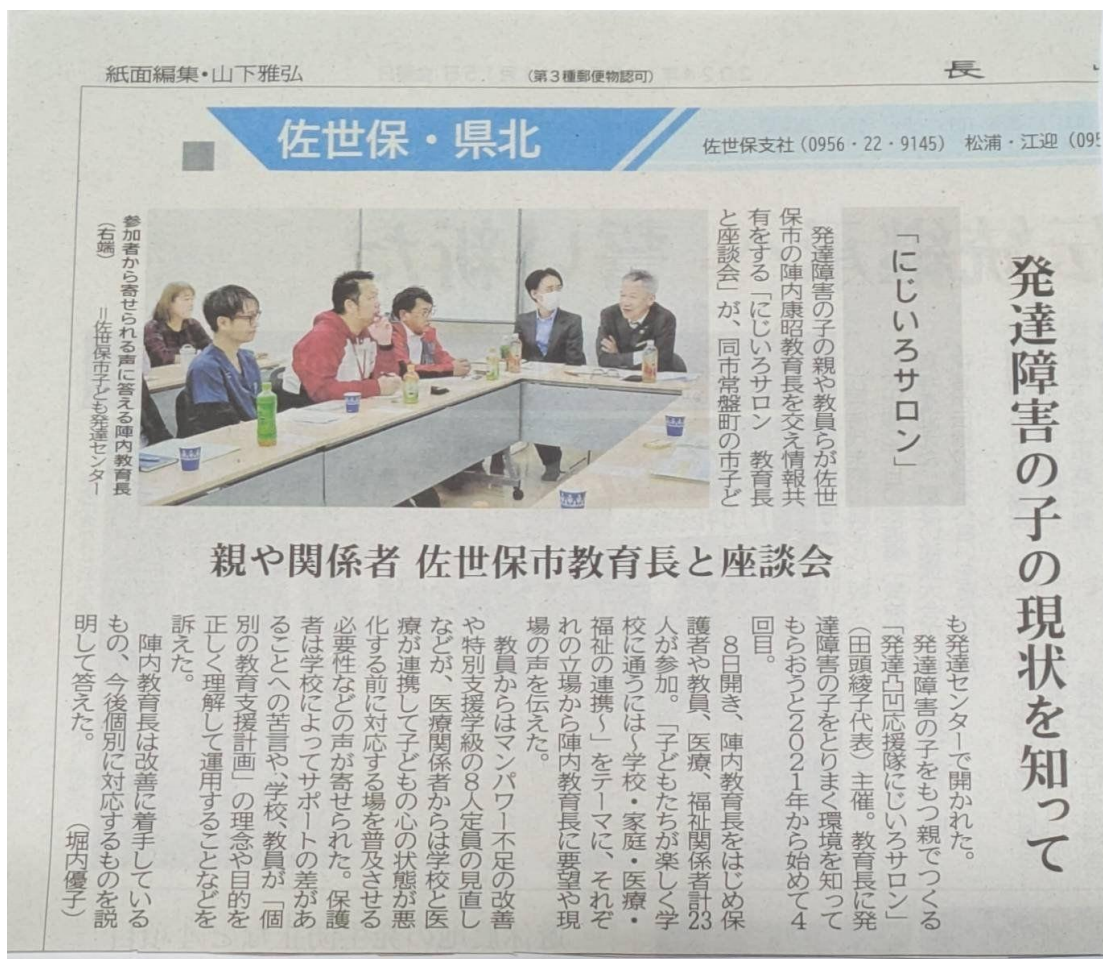 紙面編集・山下雅弘
（第3種郵便物認可）
長
佐世保・県北
佐世保支社（0956・22・9145）　松浦・江迎（095
発達障害の子の現状を知って
「にじいろサロン」
発達障害の子の親や教員らが佐世
保市の陣内康昭教育長を交え情報共
有をする「にじいろサロン　教育長
と座談会」が、同市常盤町の市子ど
参加者から寄せられる声に答える陣内教育長
（右端）　＝佐世保市子ども発達センター
親や関係者 佐世保市教育長と座談会
も発達センターで開かれた。
発達障害の子をもつ親でつくる
「発達凸凹応援隊にじいろサロン」
（田頭綾子代表）主催。教育長に発
達障害の子をとりまく環境を知って
もらおうと2021年から始めて4
回目。
8日開き、陣内教育長をはじめ保
護者や教員、医療、福祉関係者計23
人が参加。「子どもたちが楽しく学
校に通うには～学校・家庭・医療・
福祉の連携～」をテーマに、それぞ
れの立場から陣内教育長に要望や現
場の声を伝えた。
教員からはマンパワー不足の改善
や特別支援学級の8人定員の見直し
などが、医療関係者からは学校と医
療が連携して子どもの心の状態が悪
化する前に対応する場を普及させる
必要性などの声が寄せられた。保護
者は学校によってサポートの差があ
ることへの苦言や、学校、教員が「個
別の教育支援計画」の理念や目的を
正しく理解して運用することなどを
訴えた。
陣内教育長は改善に着手している
もの、今後個別に対応するものを説
明して答えた。　（堀内優子）